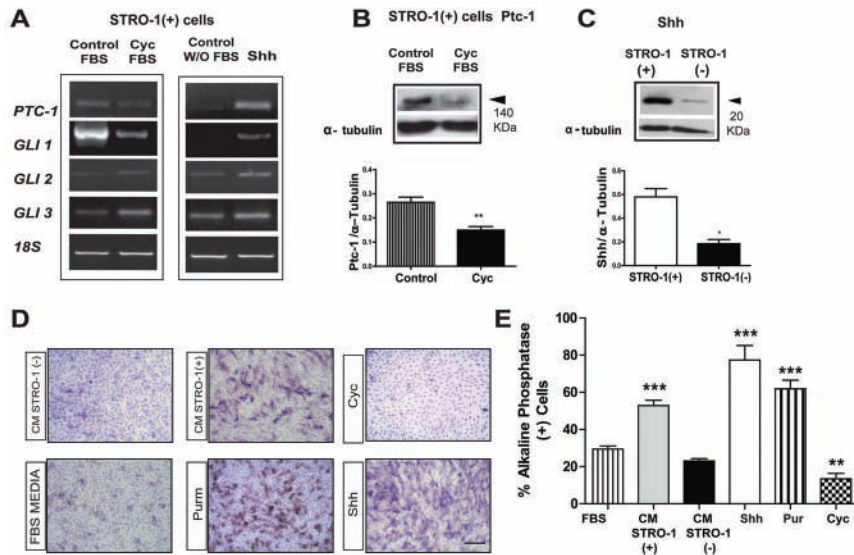 A
STRO-1(+) cells
Control FBS
Cyc FBS
Control W/O FBS
Shh
PTC-1
GLI 1
GLI 2
GLI 3
18S
B
STRO-1(+) cells Ptc-1
Control FBS
Cyc FBS
140 KDa
α- tubulin
Ptc-1 /α–Tubulin
0.4
0.3
0.2
0.1
0.0
**
Control
Cyc
C
Shh
STRO-1 (+)
STRO-1 (-)
20 KDa
α -tubulin
Shh/ α - Tubulin
0.8
0.6
0.4
0.2
0.0
*
STRO-1(+)
STRO-1(-)
D
CM STRO-1 (-)
CM STRO-1(+)
Cyc
FBS MEDIA
Purm
Shh
E
% Alkaline Phosphatase (+) Cells
100
80
60
40
20
0
***
***
***
**
FBS
CM STRO-1 (+)
CM STRO-1 (-)
Shh
Pur
Cyc